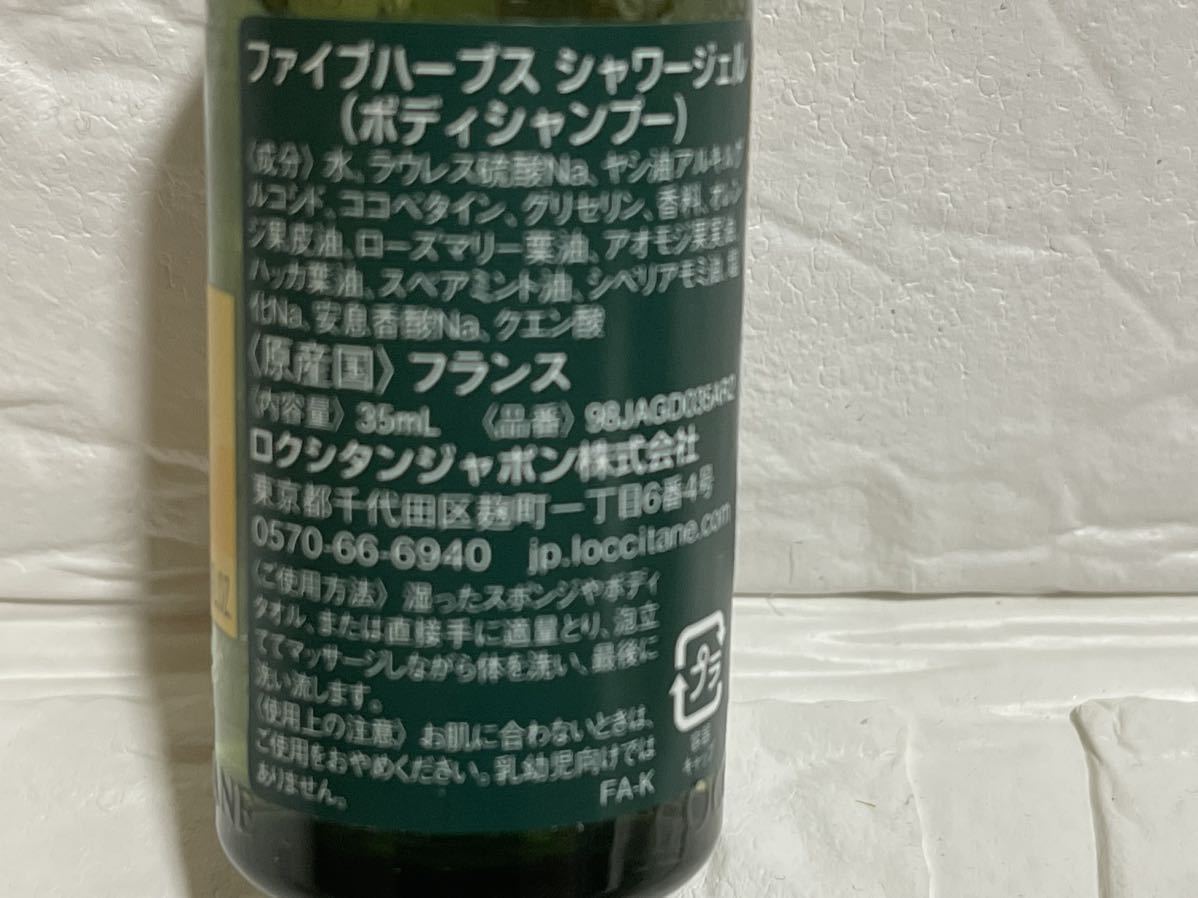 ファイブハーブス シャワージェル
(ボディシャンプー)
〈成分〉水、ラウレス硫酸Na、ヤシ油アルキルグ
ルコシド、ココベタイン、グリセリン、香料、オレン
ジ果皮油、ローズマリー葉油、アオモジ果実油、
ハッカ葉油、スペアミント油、シベリアモミ油、塩
化Na、安息香酸Na、クエン酸
〈原産国〉フランス
〈内容量〉35mL 〈品番〉
ロクシタンジャポン株式会社
東京都千代田区麹町一丁目6番4号
0570-66-6940 jp.loccitane.com
〈ご使用方法〉湿ったスポンジやボディ
タオル、または直接手に適量とり、泡立
ててマッサージしながら体を洗い、最後に
洗い流します。
〈使用上の注意〉お肌に合わないときは、
ご使用をおやめください。乳幼児向けでは
ありません。 FA-K
プラ